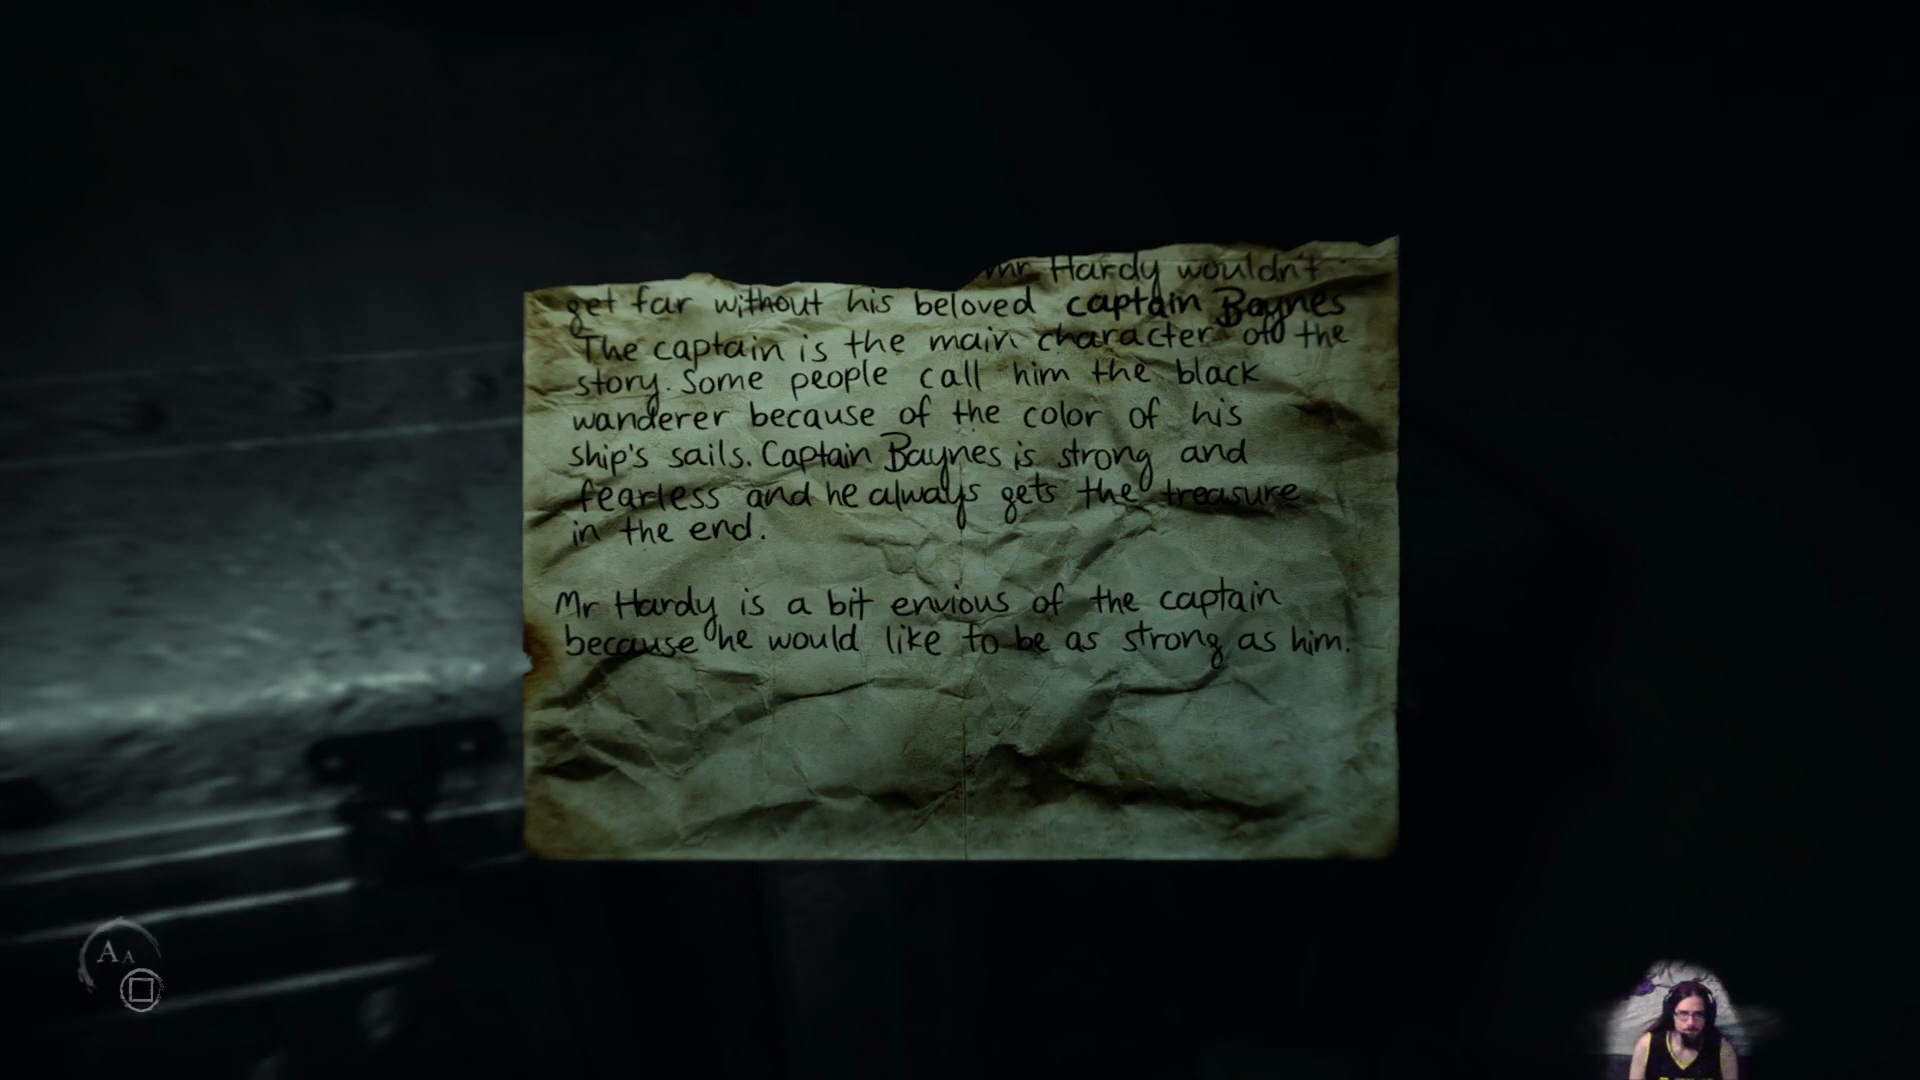 mr Hardy wouldn't
get far without his beloved captain Baynes
The captain is the main character off the
story. Some people call him the black
wanderer because of the color of his
ship's sails. Captain Baynes is strong and
fearless and he always gets the treasure
in the end.
Mr Hardy is a bit envious of the captain
because he would like to be as strong as him.
A A